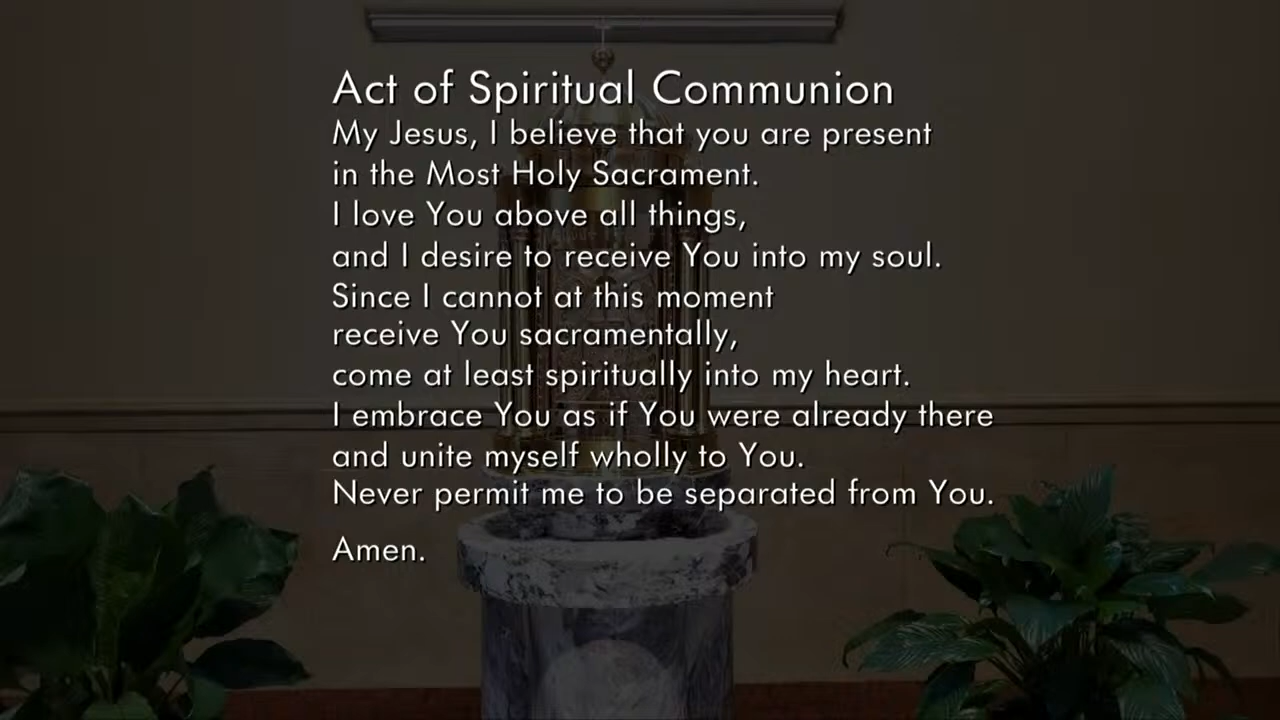 Act of Spiritual Communion
My Jesus, I believe that you are present
in the Most Holy Sacrament.
I love You above all things,
and I desire to receive You into my soul.
Since I cannot at this moment
receive You sacramentally,
come at least spiritually into my heart.
I embrace You as if You were already there
and unite myself wholly to You.
Never permit me to be separated from You.
Amen.